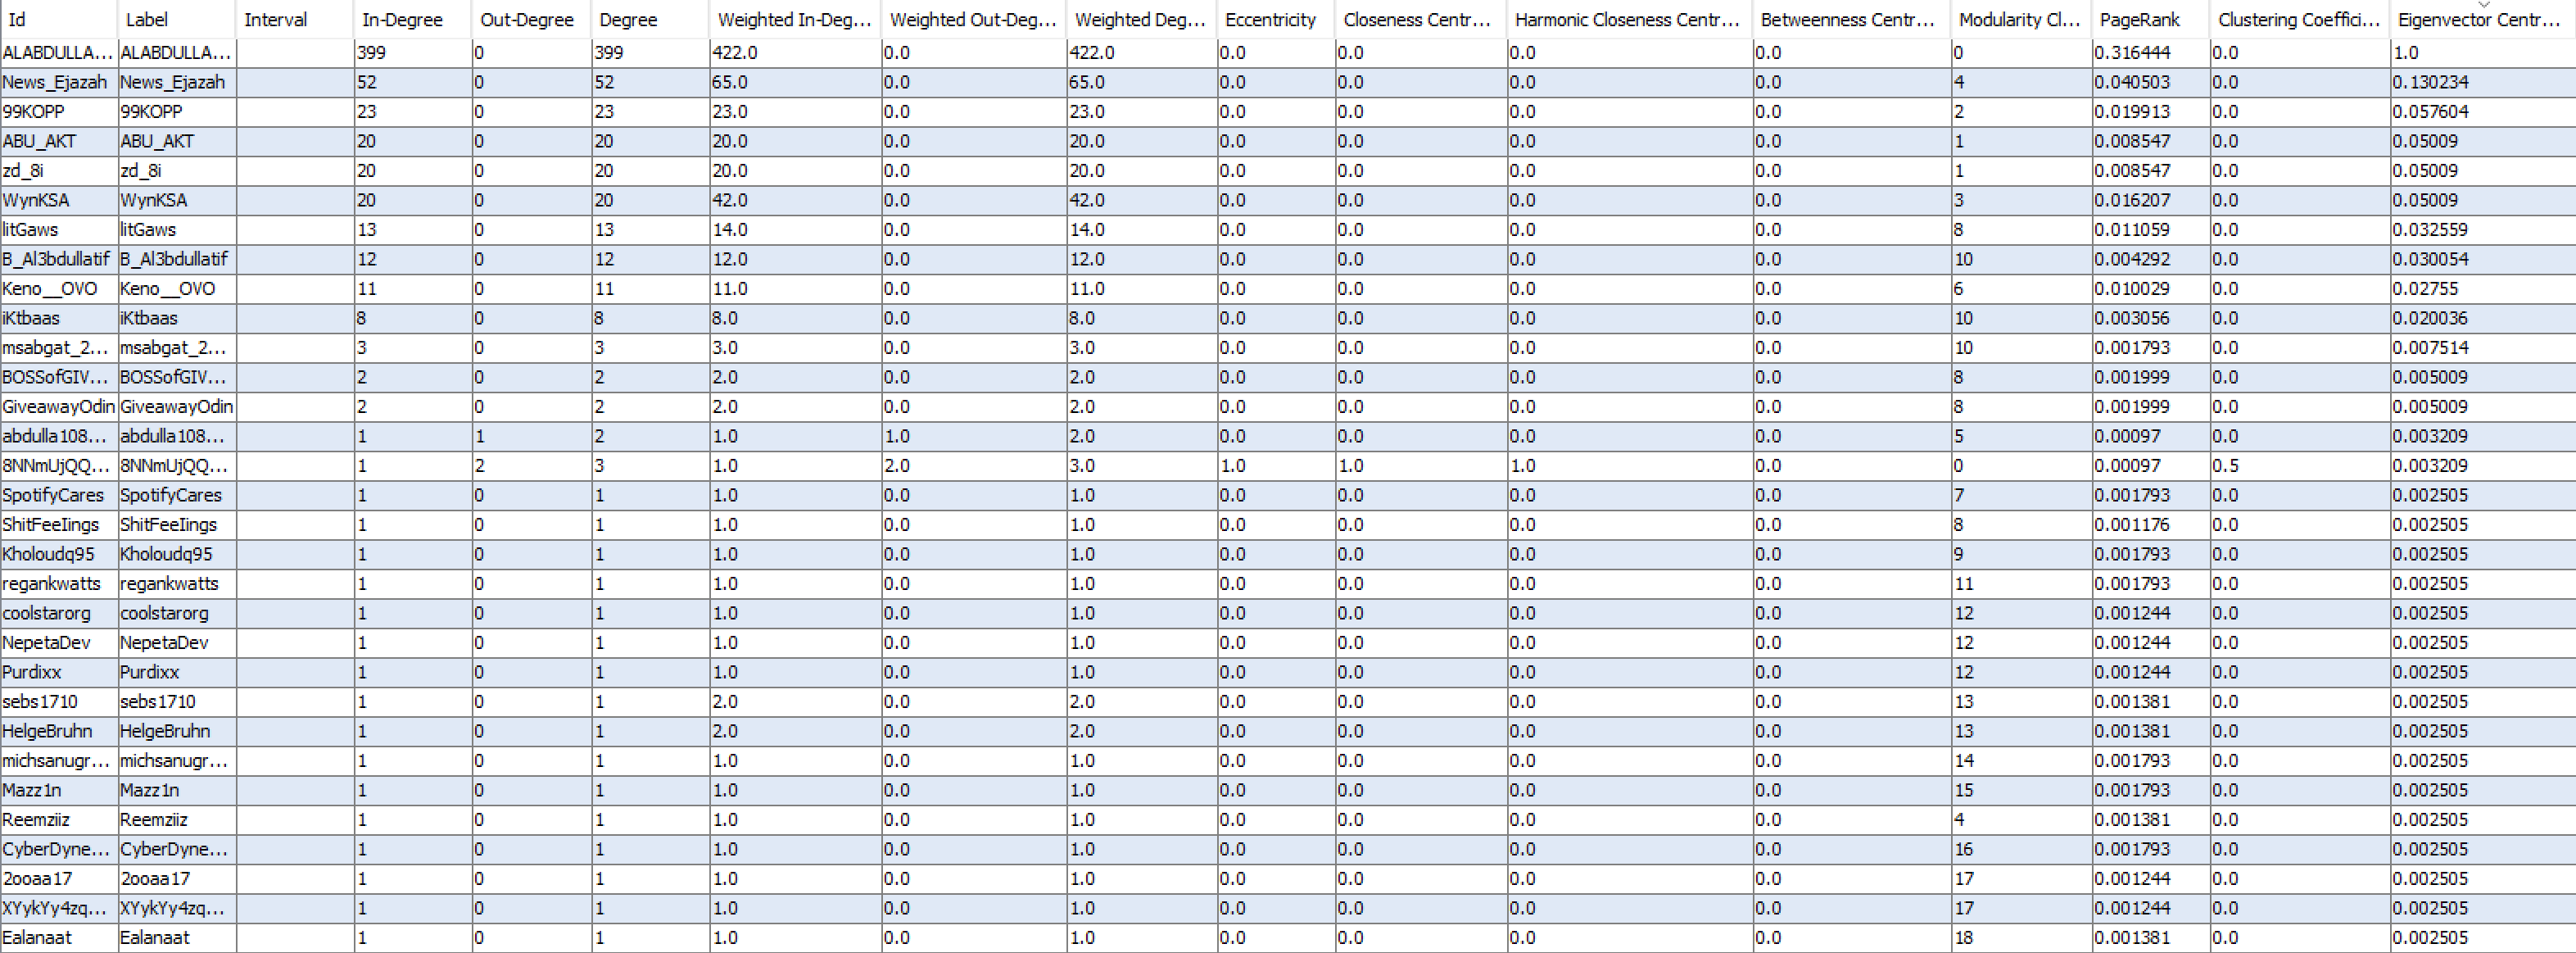 Id Label Interval In-Degree Out-Degree Degree Weighted In-Deg... Weighted Out-Deg... Weighted Deg... Eccentricity Closeness Centr... Harmonic Closeness Centr... Betweenness Centr... Modularity Cl... PageRank Clustering Coeffici... Eigenvector Centr...
ALABDULLA... ALABDULLA... 399 0 399 422.0 0.0 422.0 0.0 0.0 0.0 0.0 0 0.316444 0.0 1.0
News_Ejazah News_Ejazah 52 0 52 65.0 0.0 65.0 0.0 0.0 0.0 0.0 4 0.040503 0.0 0.130234
99KOPP 99KOPP 23 0 23 23.0 0.0 23.0 0.0 0.0 0.0 0.0 2 0.019913 0.0 0.057604
ABU_AKT ABU_AKT 20 0 20 20.0 0.0 20.0 0.0 0.0 0.0 0.0 1 0.008547 0.0 0.05009
zd_8i zd_8i 20 0 20 20.0 0.0 20.0 0.0 0.0 0.0 0.0 1 0.008547 0.0 0.05009
WynKSA WynKSA 20 0 20 42.0 0.0 42.0 0.0 0.0 0.0 0.0 3 0.016207 0.0 0.05009
litGaws litGaws 13 0 13 14.0 0.0 14.0 0.0 0.0 0.0 0.0 8 0.011059 0.0 0.032559
B_Al3bdullatif B_Al3bdullatif 12 0 12 12.0 0.0 12.0 0.0 0.0 0.0 0.0 10 0.004292 0.0 0.030054
Keno__OVO Keno__OVO 11 0 11 11.0 0.0 11.0 0.0 0.0 0.0 0.0 6 0.010029 0.0 0.02755
iKtbaas iKtbaas 8 0 8 8.0 0.0 8.0 0.0 0.0 0.0 0.0 10 0.003056 0.0 0.020036
msabgat_2... msabgat_2... 3 0 3 3.0 0.0 3.0 0.0 0.0 0.0 0.0 10 0.001793 0.0 0.007514
BOSSofGIV... BOSSofGIV... 2 0 2 2.0 0.0 2.0 0.0 0.0 0.0 0.0 8 0.001999 0.0 0.005009
GiveawayOdin GiveawayOdin 2 0 2 2.0 0.0 2.0 0.0 0.0 0.0 0.0 8 0.001999 0.0 0.005009
abdulla108... abdulla108... 1 1 2 1.0 1.0 2.0 0.0 0.0 0.0 0.0 5 0.00097 0.0 0.003209
8NNmUjQQ... 8NNmUjQQ... 1 2 3 1.0 2.0 3.0 1.0 1.0 1.0 0.0 0 0.00097 0.5 0.003209
SpotifyCares SpotifyCares 1 0 1 1.0 0.0 1.0 0.0 0.0 0.0 0.0 7 0.001793 0.0 0.002505
ShitFeeIings ShitFeeIings 1 0 1 1.0 0.0 1.0 0.0 0.0 0.0 0.0 8 0.001176 0.0 0.002505
Kholoudq95 Kholoudq95 1 0 1 1.0 0.0 1.0 0.0 0.0 0.0 0.0 9 0.001793 0.0 0.002505
regankwatts regankwatts 1 0 1 1.0 0.0 1.0 0.0 0.0 0.0 0.0 11 0.001793 0.0 0.002505
coolstarorg coolstarorg 1 0 1 1.0 0.0 1.0 0.0 0.0 0.0 0.0 12 0.001244 0.0 0.002505
NepetaDev NepetaDev 1 0 1 1.0 0.0 1.0 0.0 0.0 0.0 0.0 12 0.001244 0.0 0.002505
Purdixx Purdixx 1 0 1 1.0 0.0 1.0 0.0 0.0 0.0 0.0 12 0.001244 0.0 0.002505
sebs1710 sebs1710 1 0 1 2.0 0.0 2.0 0.0 0.0 0.0 0.0 13 0.001381 0.0 0.002505
HelgeBruhn HelgeBruhn 1 0 1 2.0 0.0 2.0 0.0 0.0 0.0 0.0 13 0.001381 0.0 0.002505
michsanugr... michsanugr... 1 0 1 1.0 0.0 1.0 0.0 0.0 0.0 0.0 14 0.001793 0.0 0.002505
Mazz1n Mazz1n 1 0 1 1.0 0.0 1.0 0.0 0.0 0.0 0.0 15 0.001793 0.0 0.002505
Reemziiz Reemziiz 1 0 1 1.0 0.0 1.0 0.0 0.0 0.0 0.0 4 0.001381 0.0 0.002505
CyberDyne... CyberDyne... 1 0 1 1.0 0.0 1.0 0.0 0.0 0.0 0.0 16 0.001793 0.0 0.002505
2ooaa17 2ooaa17 1 0 1 1.0 0.0 1.0 0.0 0.0 0.0 0.0 17 0.001244 0.0 0.002505
XYykYy4zq... XYykYy4zq... 1 0 1 1.0 0.0 1.0 0.0 0.0 0.0 0.0 17 0.001244 0.0 0.002505
Ealanaat Ealanaat 1 0 1 1.0 0.0 1.0 0.0 0.0 0.0 0.0 18 0.001381 0.0 0.002505